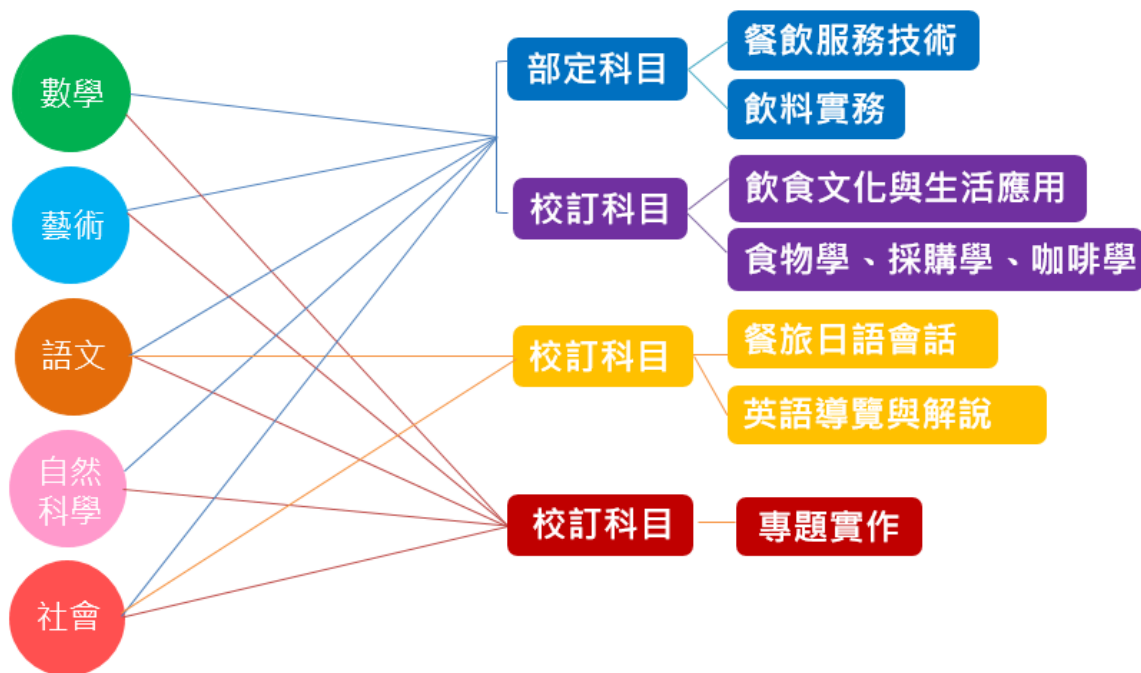 數學
藝術
語文
自然
科學
社會
部定科目
餐飲服務技術
飲料實務
校訂科目
飲食文化與生活應用
食物學、採購學、咖啡學
校訂科目
餐旅日語會話
英語導覽與解說
校訂科目
專題實作